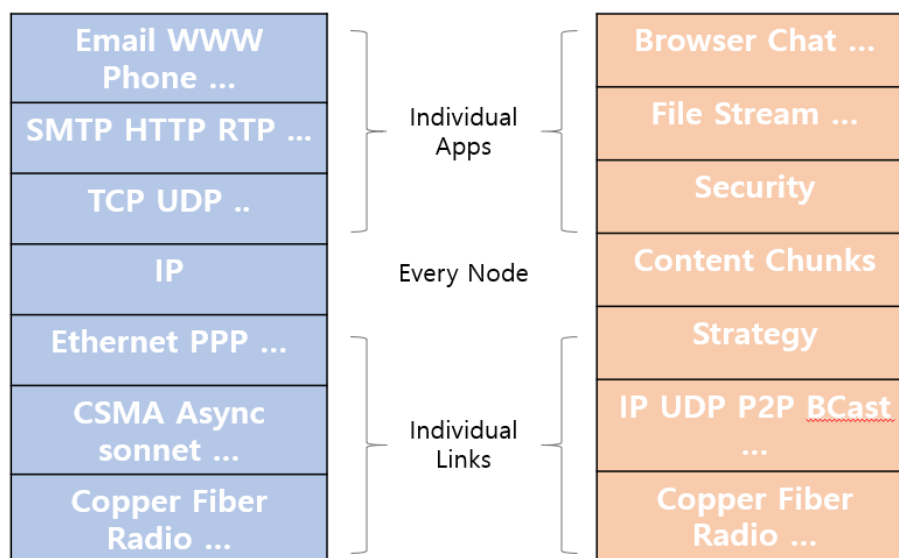 Email WWW
Phone ...
SMTP HTTP RTP ...
TCP UDP ..
IP
Ethernet PPP ...
CSMA Async
sonnet ...
Copper Fiber
Radio ...
Individual
Apps
Every Node
Individual
Links
Browser Chat ...
File Stream ...
Security
Content Chunks
Strategy
IP UDP P2P BCast
...
Copper Fiber
Radio ...